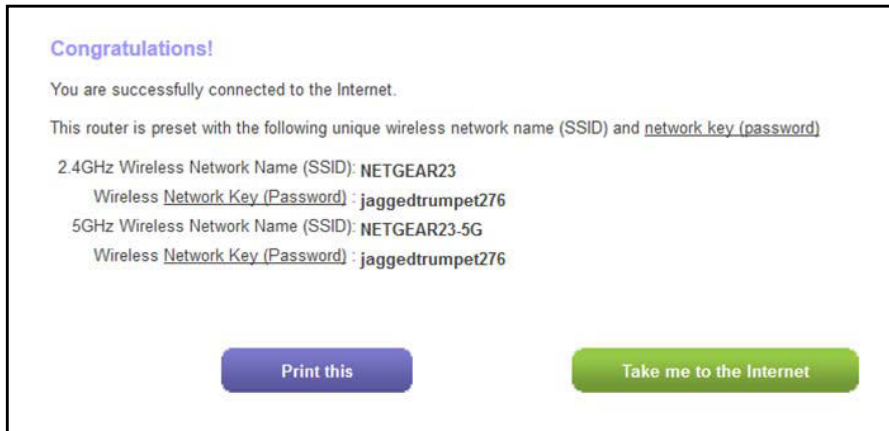 Congratulations!
You are successfully connected to the Internet.
This router is preset with the following unique wireless network name (SSID) and network key (password)
2.4GHz Wireless Network Name (SSID): NETGEAR23
Wireless Network Key (Password) : jaggedtrumpet276
5GHz Wireless Network Name (SSID): NETGEAR23-5G
Wireless Network Key (Password) : jaggedtrumpet276
Print this Take me to the Internet